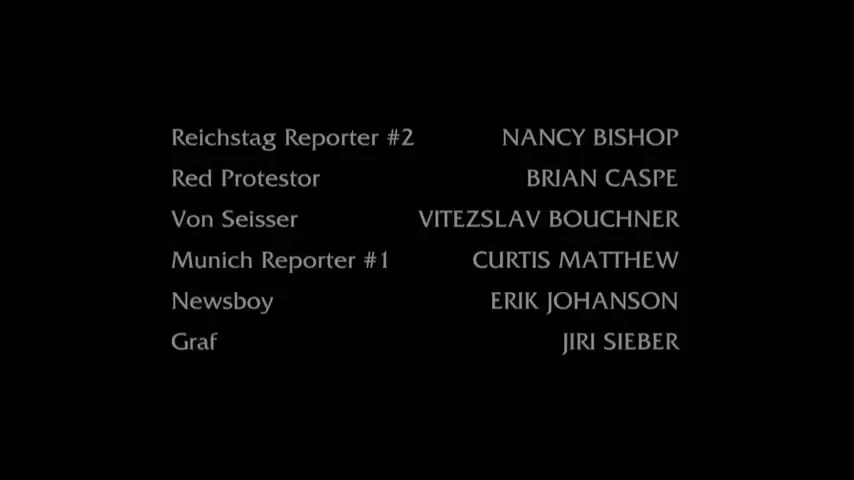 Reichstag Reporter #2 NANCY BISHOP
Red Protestor BRIAN CASPE
Von Seisser VITEZSLAV BOUCHNER
Munich Reporter #1 CURTIS MATTHEW
Newsboy ERIK JOHANSON
Graf JIRI SIEBER